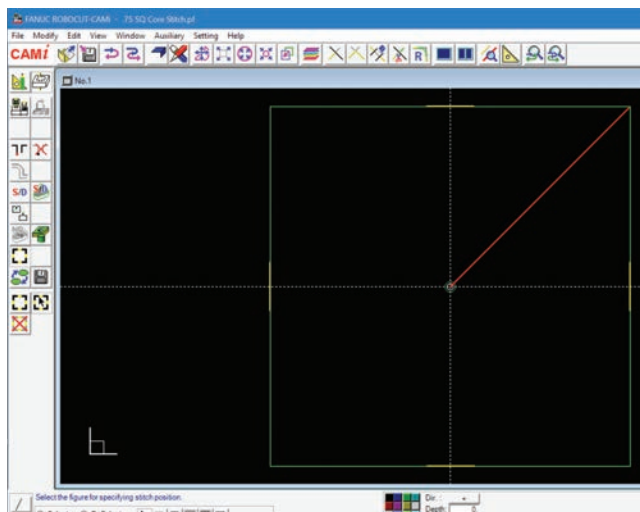 FANUC ROBOCUT-CAMi - .75 SQ Core Stitch.pf
File Modify Edit View Window Auxiliary Setting Help
CAMi
R
No.1
S/D
Select the figure for specifying stitch position.
Dir. : +
Depth: 0.